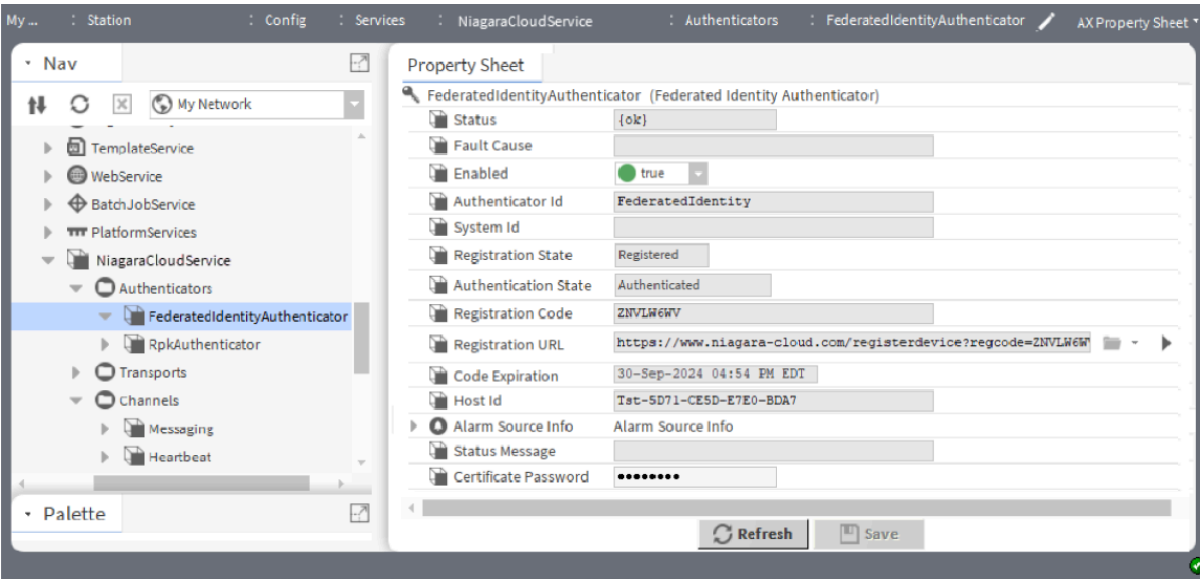 My ... : Station : Config : Services : NiagaraCloudService : Authenticators : FederatedIdentityAuthenticator AX Property Sheet
Nav
My Network
TemplateService
WebService
BatchJobService
PlatformServices
NiagaraCloudService
Authenticators
FederatedIdentityAuthenticator
RpkAuthenticator
Transports
Channels
Messaging
Heartbeat
Palette
Property Sheet
FederatedIdentityAuthenticator (Federated Identity Authenticator)
Status {ok}
Fault Cause
Enabled true
Authenticator Id FederatedIdentity
System Id
Registration State Registered
Authentication State Authenticated
Registration Code ZNVLW6WV
Registration URL https://www.niagara-cloud.com/registerdevice?regcode=ZNVLW6W
Code Expiration 30-Sep-2024 04:54 PM EDT
Host Id Tst-5D71-CE5D-E7E0-BDA7
Alarm Source Info Alarm Source Info
Status Message
Certificate Password ••••••••
Refresh Save